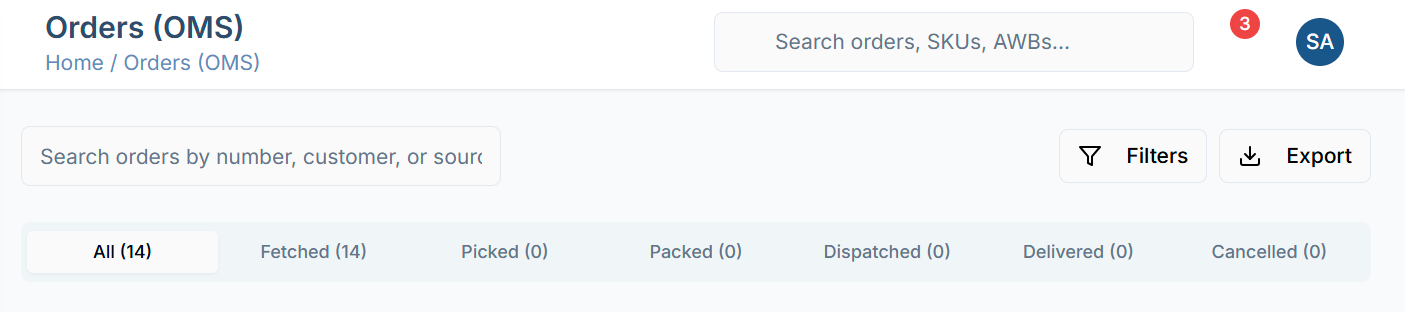 Orders (OMS)
Home / Orders (OMS)
Search orders, SKUs, AWBs...
3
SA
Search orders by number, customer, or sourc
Filters
Export
All (14)
Fetched (14)
Picked (0)
Packed (0)
Dispatched (0)
Delivered (0)
Cancelled (0)